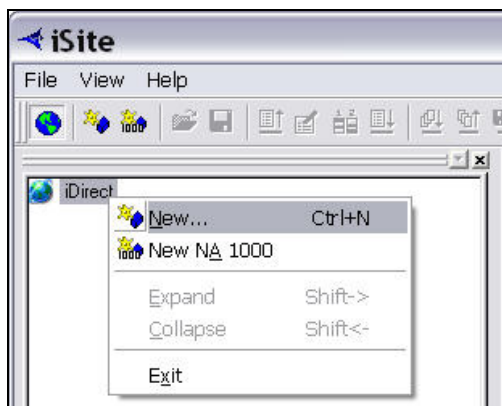 iSite
File View Help
iDirect
New... Ctrl+N
New NA 1000
Expand Shift->
Collapse Shift<-
Exit